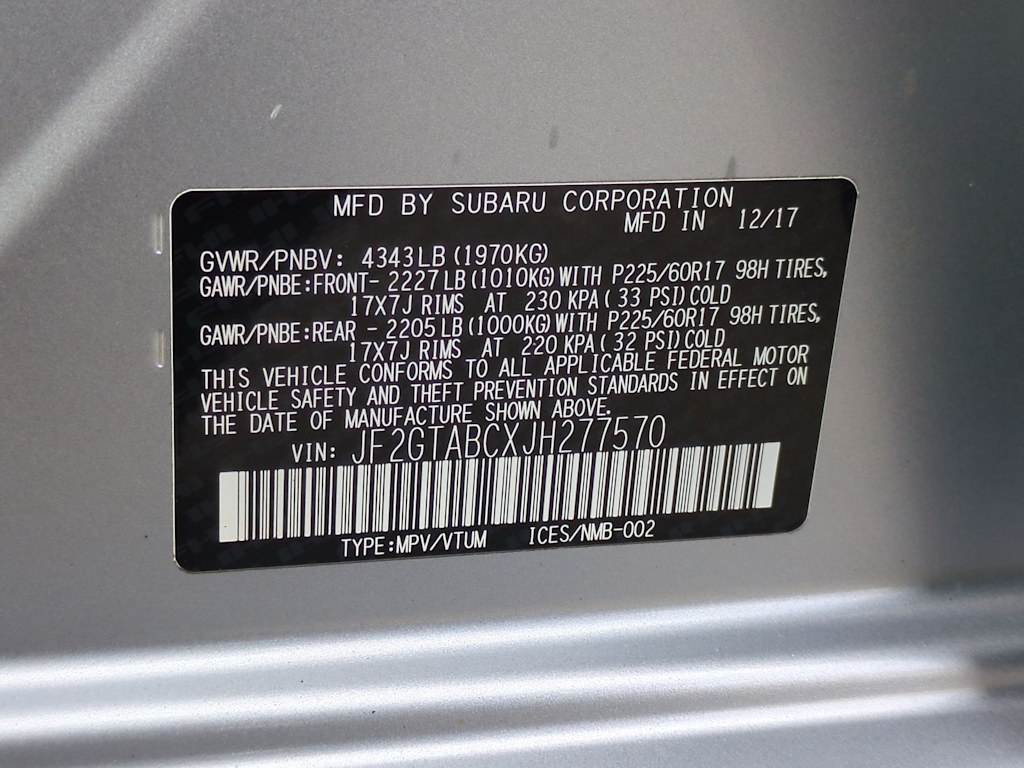 MFD BY SUBARU CORPORATION
MFD IN 12/17
GVWR/PNBV: 4343LB (1970KG)
GAWR/PNBE:FRONT- 2227LB (1010KG) WITH P225/60R17 98H TIRES,
17X7J RIMS AT 230 KPA ( 33 PSI) COLD
GAWR/PNBE:REAR - 2205LB (1000KG) WITH P225/60R17 98H TIRES,
17X7J RIMS AT 220 KPA ( 32 PSI) COLD
THIS VEHICLE CONFORMS TO ALL APPLICABLE FEDERAL MOTOR
VEHICLE SAFETY AND THEFT PREVENTION STANDARDS IN EFFECT ON
THE DATE OF MANUFACTURE SHOWN ABOVE.
VIN: JF2GTABCXJH277570
TYPE:MPV/VTUM ICES/NMB-002